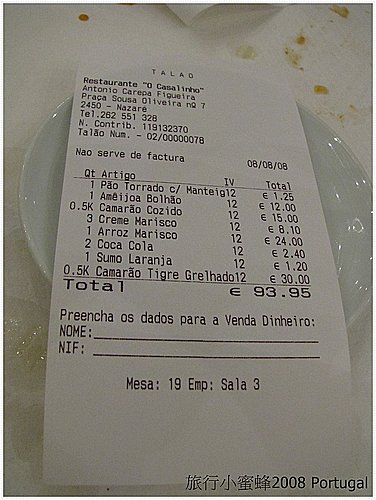 TALAO
Restaurante "O Casalinho"
Antonio Carepa Figueira
Praça Sousa Oliveira nº 7
2450 - Nazaré
Tel.262 551 328
N. Contrib. 119132370
Talão Num. - 02/00000078
Nao serve de factura
08/08/08
Qt Artigo IV Total
1 Pão Torrado c/ Manteig12 € 1.25
1 Amêijoa Bolhão 12 € 12.00
0.5K Camarão Cozido 12 € 15.00
3 Creme Marisco 12 € 8.10
1 Arroz Marisco 12 € 24.00
2 Coca Cola 12 € 2.40
1 Sumo Laranja 12 € 1.20
0.5K Camarão Tigre Grelhado12 € 30.00
Total € 93.95
Preencha os dados para a Venda Dinheiro:
NOME:
NIF:
Mesa: 19 Emp: Sala 3
旅行小蜜蜂2008 Portugal